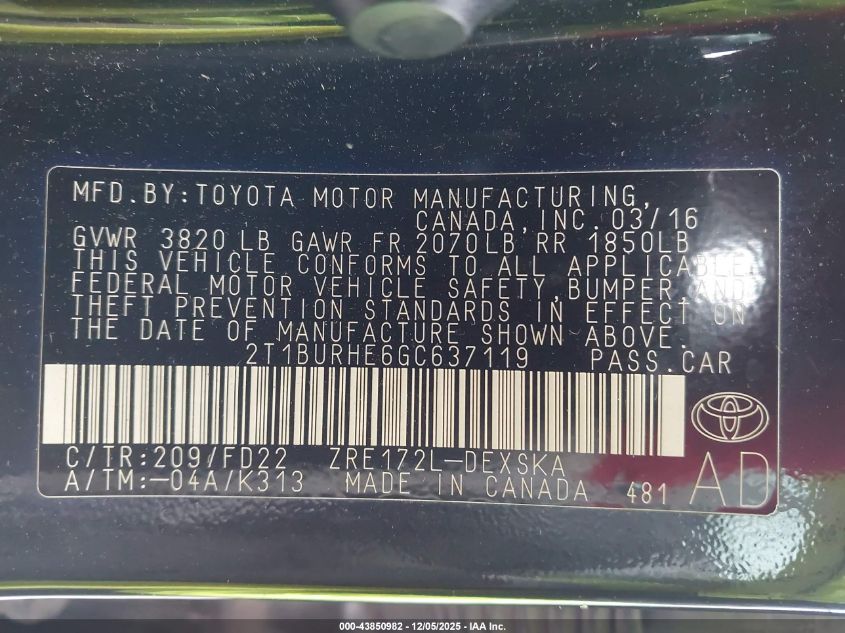 MFD.BY:TOYOTA MOTOR MANUFACTURING,
CANADA,INC.03/16
GVWR 3820 LB GAWR FR 2070LB RR 1850LB
THIS VEHICLE CONFORMS TO ALL APPLICABLE
FEDERAL MOTOR VEHICLE SAFETY,BUMPER,AND
THEFT PREVENTION STANDARDS IN EFFECT ON
THE DATE OF MANUFACTURE SHOWN ABOVE.
2T1BURHE6GC637119 PASS.CAR
C/TR:209/FD22 ZRE172L-DEXSKA
A/TM:-04A/K313 MADE IN CANADA 481 AD
000-43850982 - 12/05/2025 - IAA Inc.